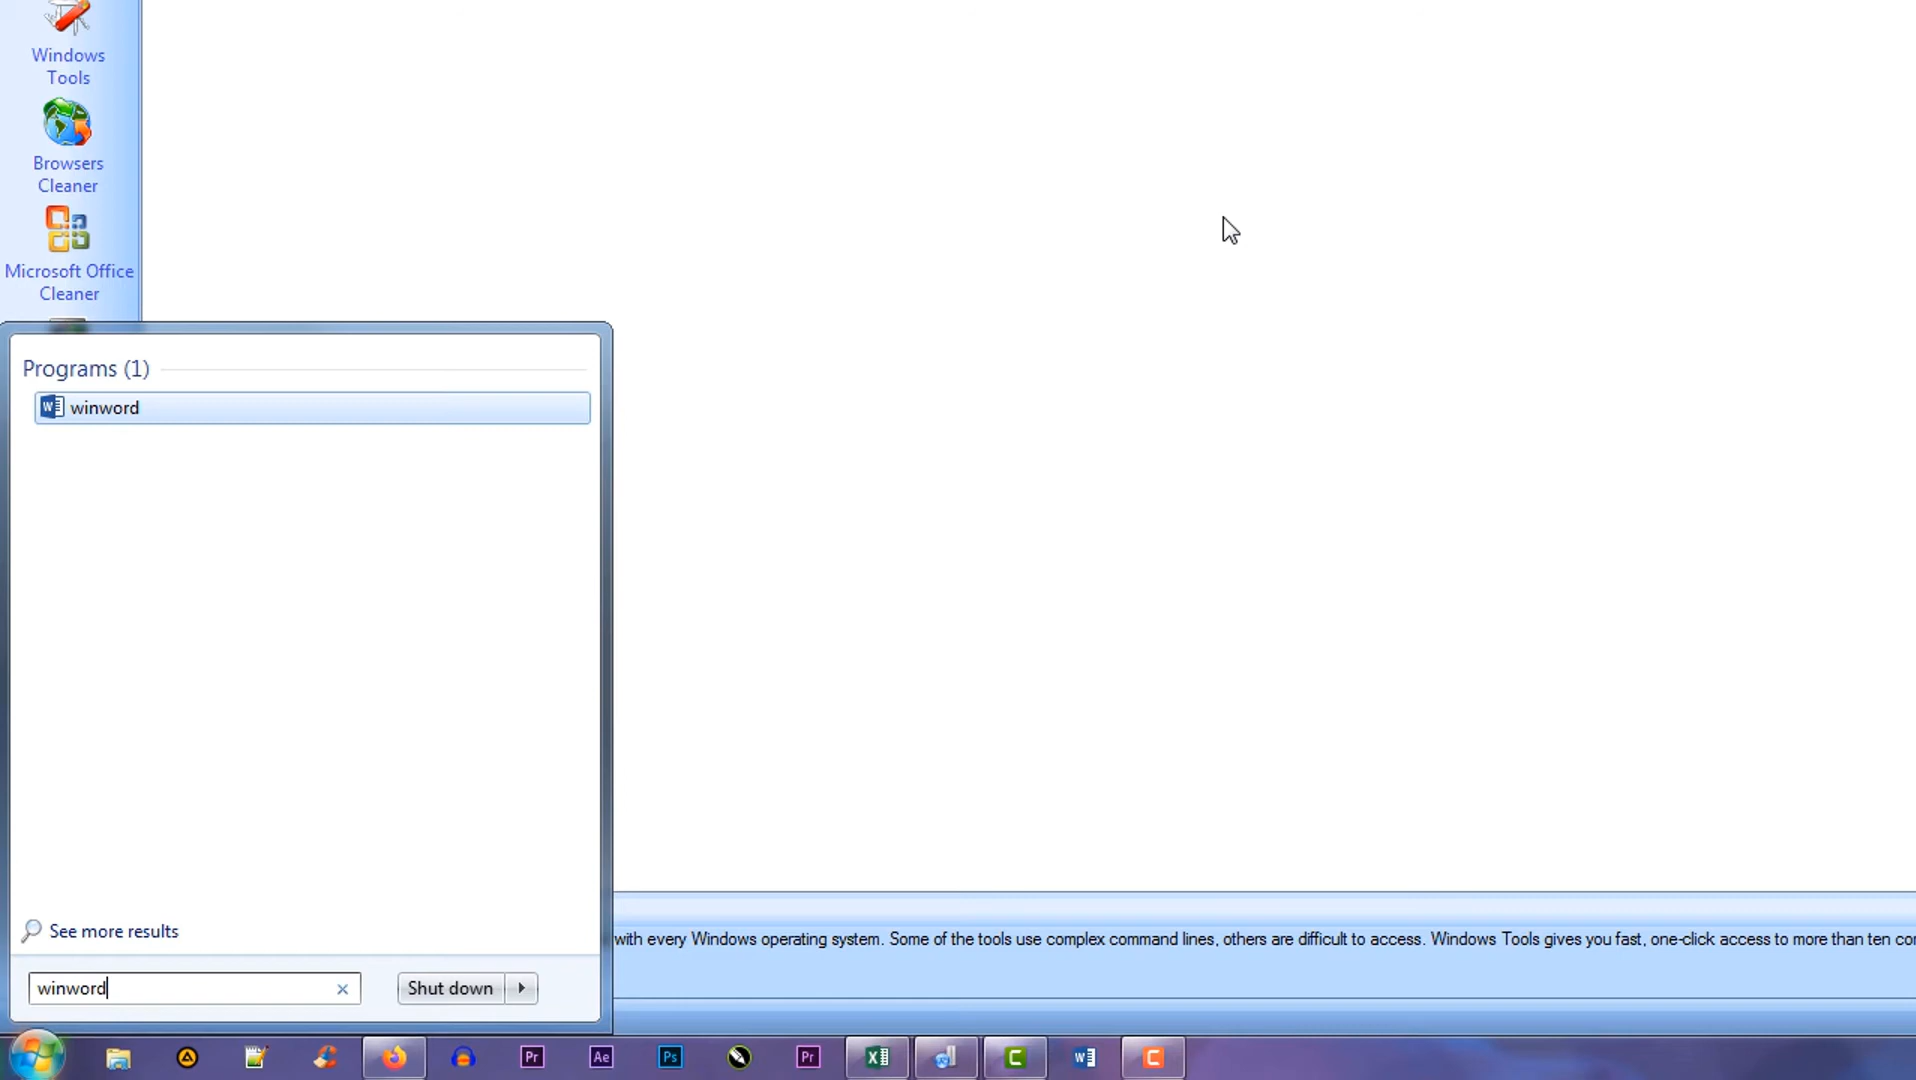 Windows
Tools
Browsers
Cleaner
Microsoft Office
Cleaner
Programs (1)
winword
See more results
with every Windows operating system. Some of the tools use complex command lines, others are difficult to access. Windows Tools gives you fast, one-click access to more than ten
winword
Shut down
Pr
Ae
Ps
Pr
X
C
W
C